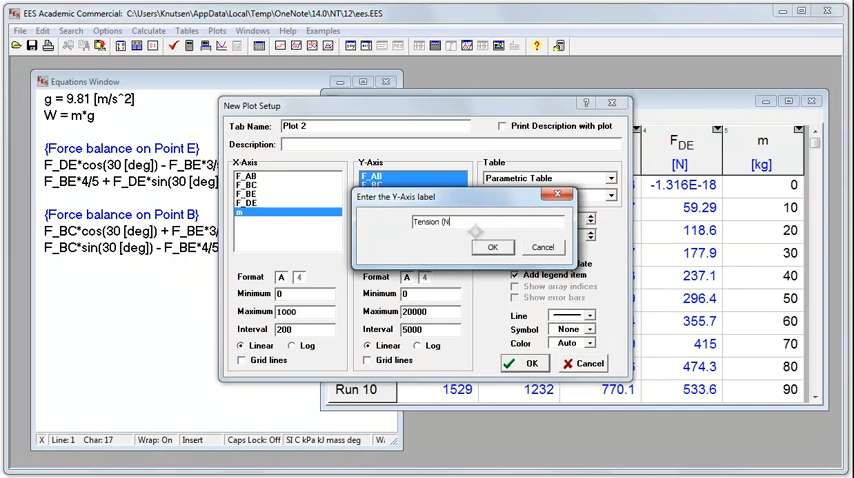 EES Academic Commercial: C:\Users\Knutsen\AppData\Local\Temp\OneNote\14.0\NT\12\ees.EES
File Edit Search Options Calculate Tables Plots Windows Help Examples
Equations Window
g = 9.81 [m/s^2]
W = m*g
{Force balance on Point E}
F_DE*cos(30 [deg]) - F_BE*3/
F_BE*4/5 + F_DE*sin(30 [deg]
{Force balance on Point B}
F_BC*cos(30 [deg]) + F_BE*3
F_BC*sin(30 [deg]) - F_BE*4/5
X Line: 1 Char: 17 Wrap: On Insert Caps Lock: Off SI C kPa kJ mass deg
New Plot Setup
Tab Name: Plot 2
Print Description with plot
Description:
X-Axis Y-Axis Table
F_AB
F_BC
F_BE
F_DE
m
F_AB
F_BC
Parametric Table
Enter the Y-Axis label
Tension (N
OK Cancel
Add legend item
Show array indices
Show error bars
Format A 4
Minimum 0
Maximum 1000
Interval 200
Linear Log
Grid lines
Format A 4
Minimum 0
Maximum 20000
Interval 5000
Linear Log
Grid lines
Line
Symbol None
Color Auto
OK Cancel
4 F_DE [N]
5 m [kg]
-1.316E-18 0
59.29 10
118.6 20
177.9 30
237.1 40
296.4 50
355.7 60
415 70
474.3 80
Run 10 1529 1232 770.1 533.6 90